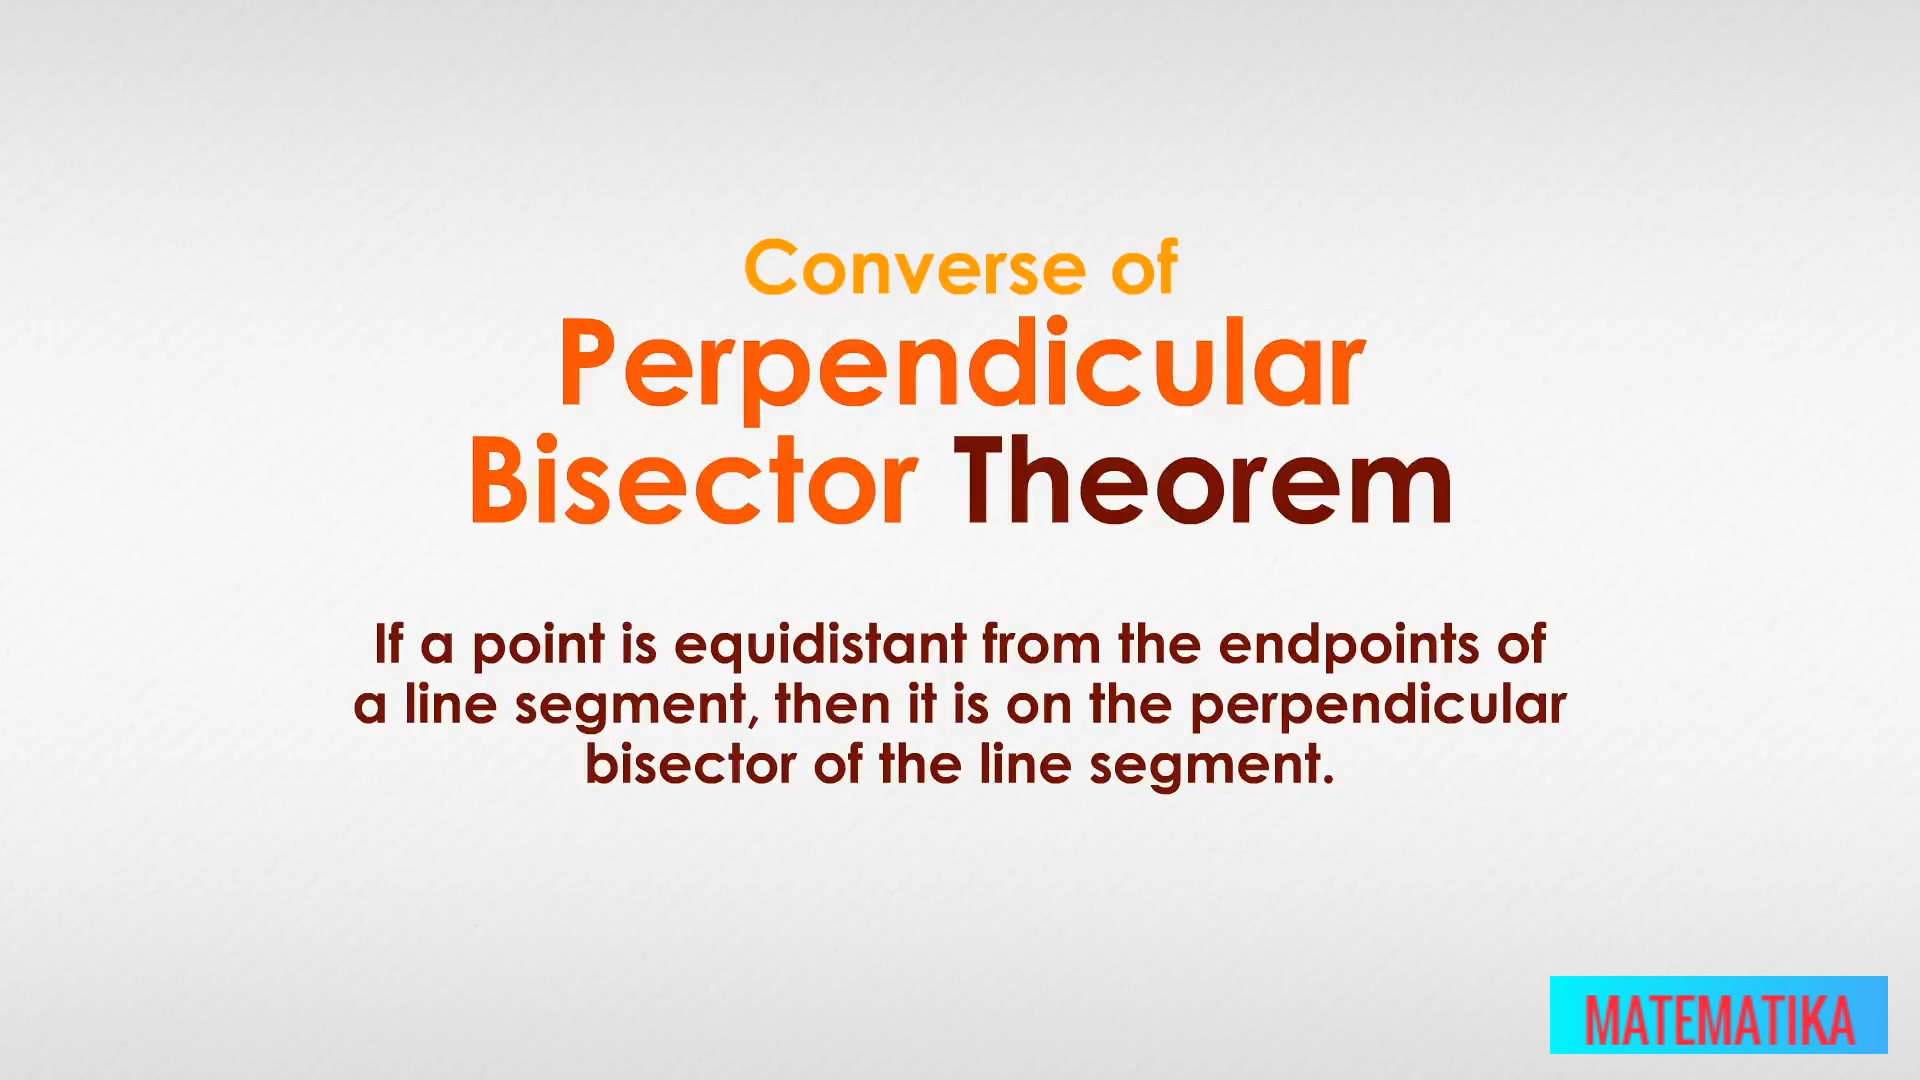 Converse of
Perpendicular
Bisector Theorem
If a point is equidistant from the endpoints of
a line segment, then it is on the perpendicular
bisector of the line segment.
MATEMATIKA